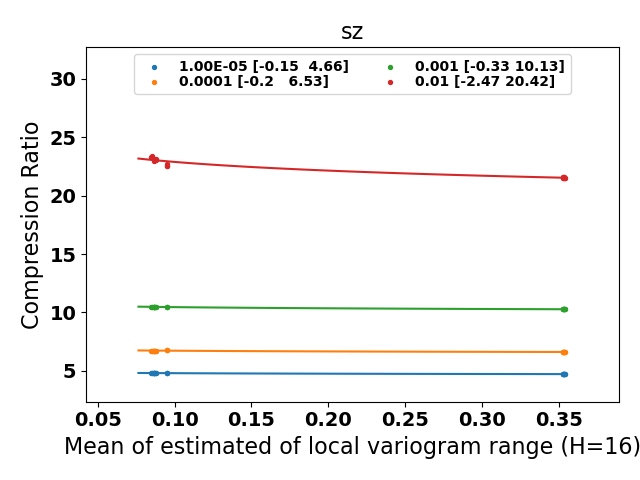 sz
1.00E-05 [-0.15 4.66]
0.0001 [-0.2 6.53]
0.001 [-0.33 10.13]
0.01 [-2.47 20.42]
Compression Ratio
30
25
20
15
10
5
0.05 0.10 0.15 0.20 0.25 0.30 0.35
Mean of estimated of local variogram range (H=16)